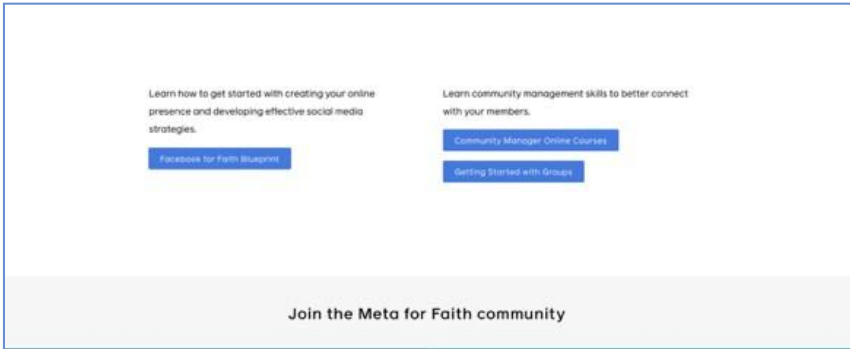 Learn how to get started with creating your online
presence and developing effective social media
strategies.
Facebook for Faith Blueprint
Learn community management skills to better connect
with your members.
Community Manager Online Courses
Getting Started with Groups
Join the Meta for Faith community